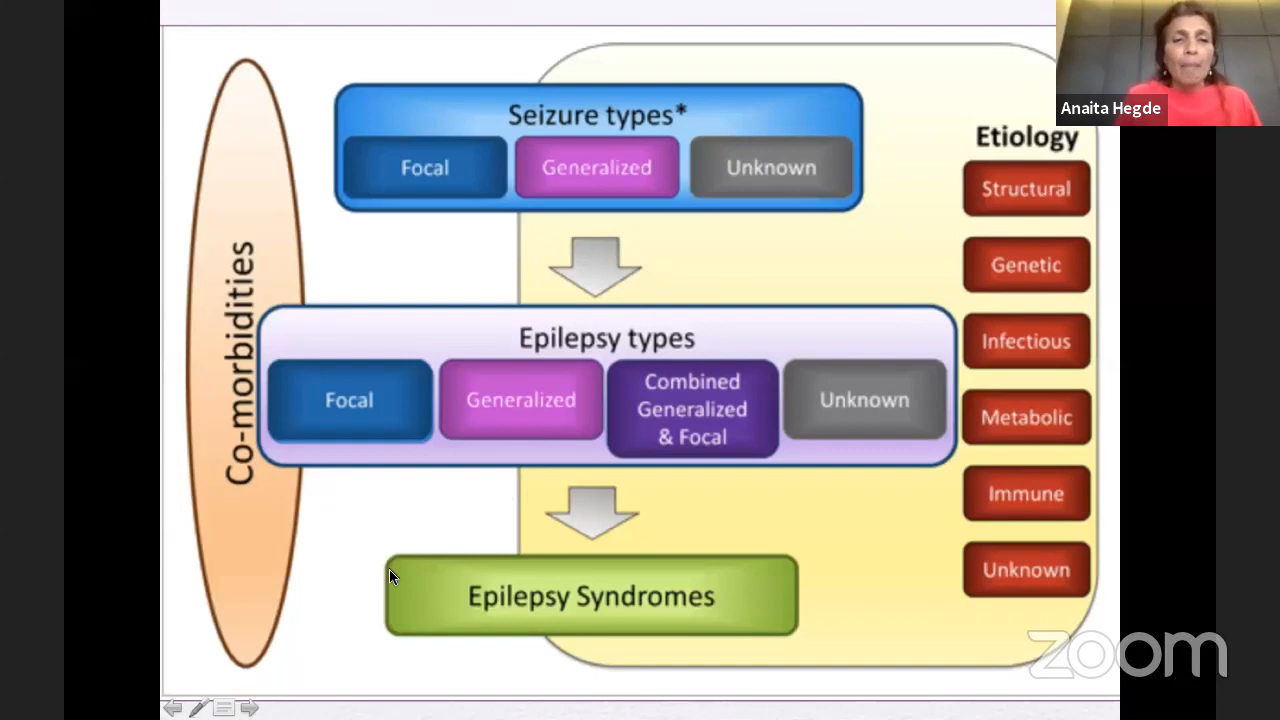 Co-morbidities
Seizure types*
Focal
Generalized
Unknown
Epilepsy types
Focal
Generalized
Combined
Generalized
& Focal
Unknown
Epilepsy Syndromes
Etiology
Structural
Genetic
Infectious
Metabolic
Immune
Unknown
Anaita Hegde
zoom